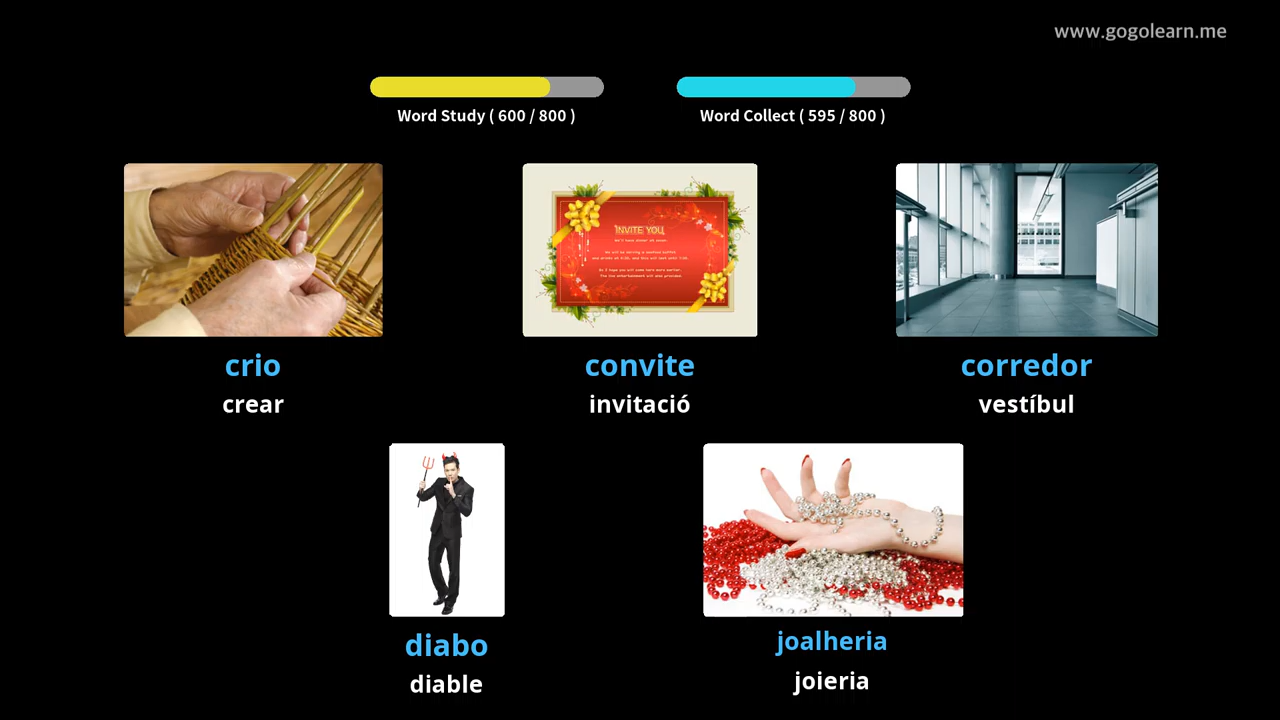 www.gogolearn.me
Word Study ( 600 / 800 )
Word Collect ( 595 / 800 )
INVITE YOU
crio
convite
corredor
crear
invitació
vestíbul
diabo
joalheria
diable
joieria